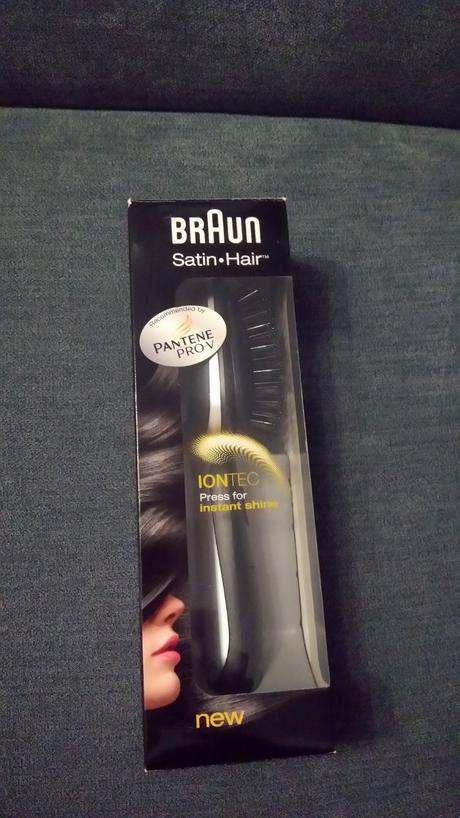 BRAUN
Satin•Hair™
Recommended by
PANTENE
PRO-V
IONTEC
Press for
instant shine
new